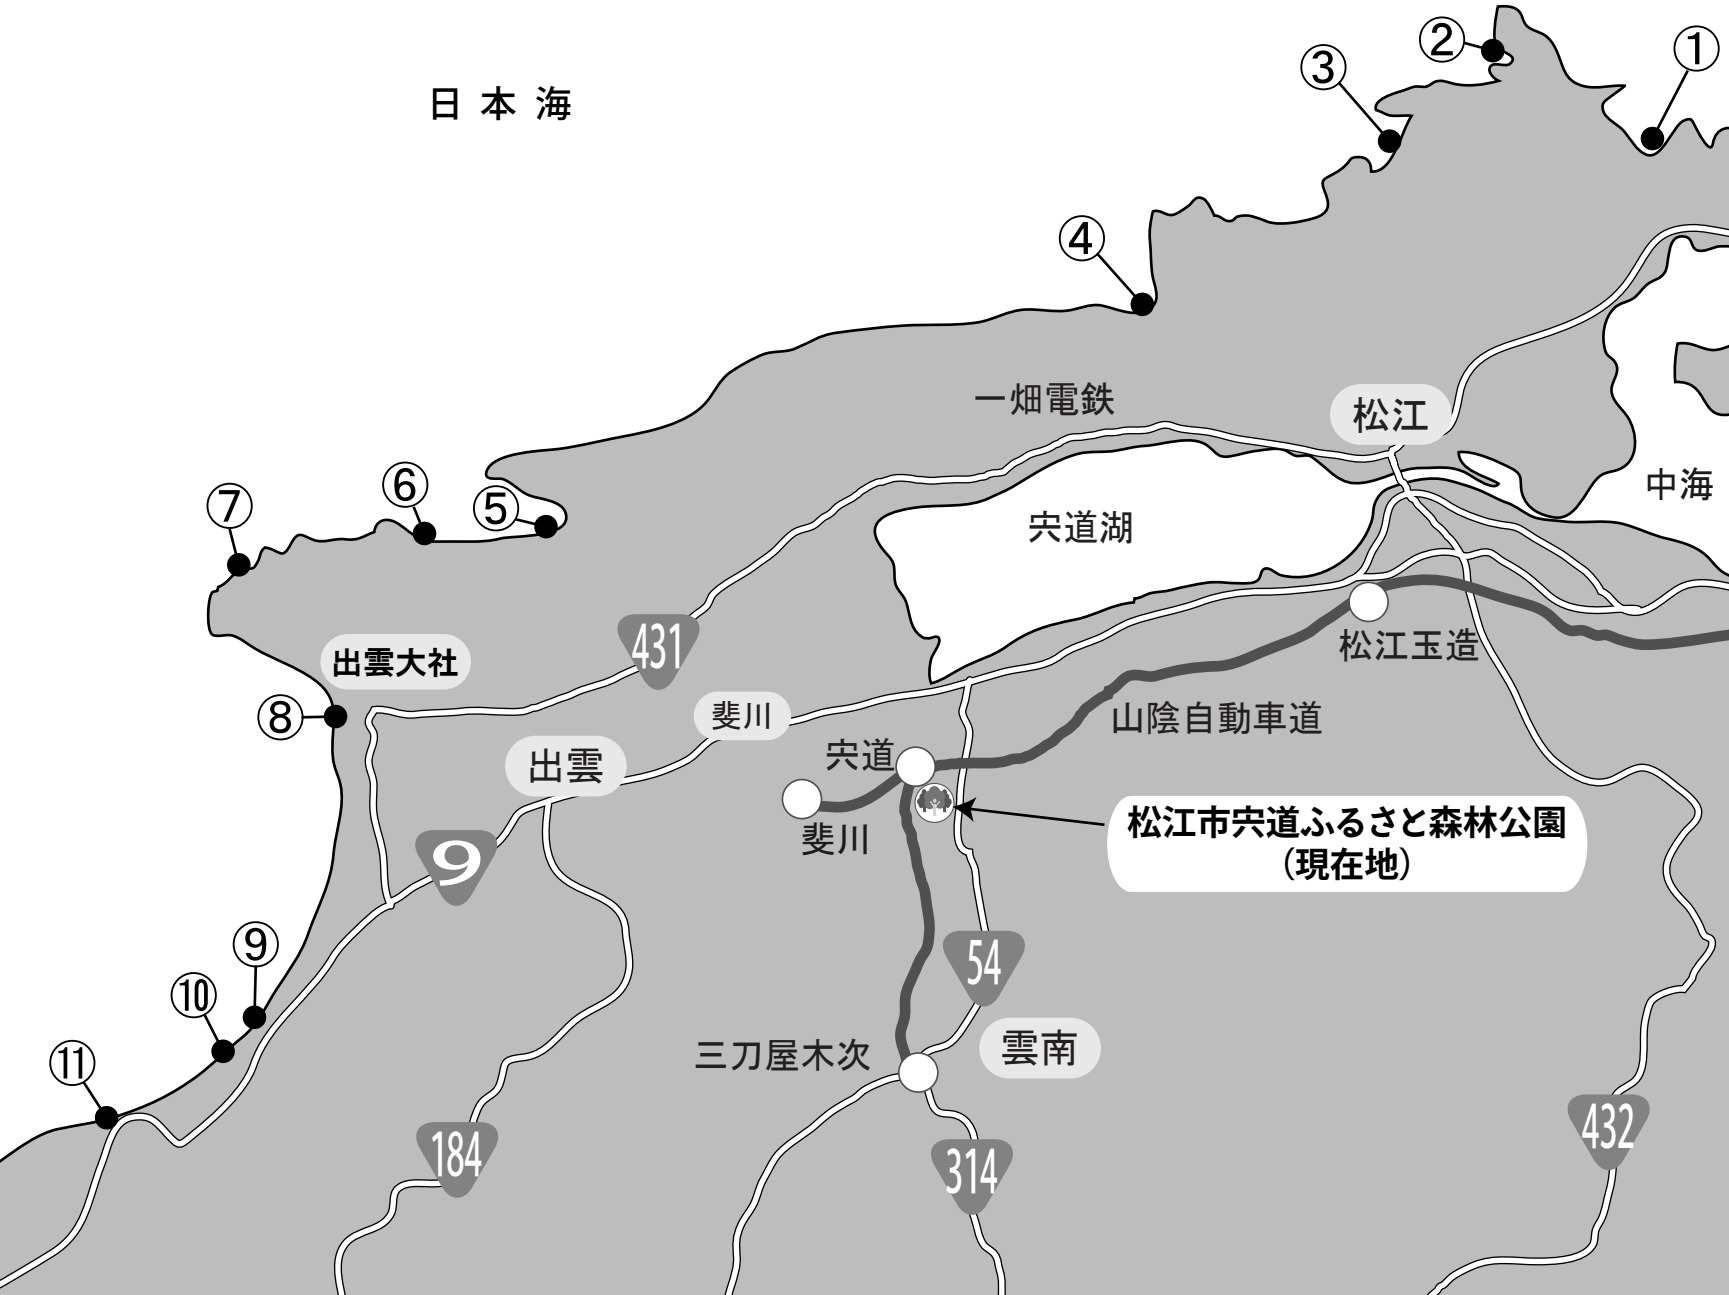 ②
①
③
日本海
④
一畑電鉄
松江
⑥
中海
⑦
⑤
宍道湖
431
松江玉造
出雲大社
⑧
斐川
山陰自動車道
宍道
出雲
斐川
松江市宍道ふるさと森林公園
（現在地）
9
⑨
54
⑩
雲南
三刀屋木次
⑪
432
184
314